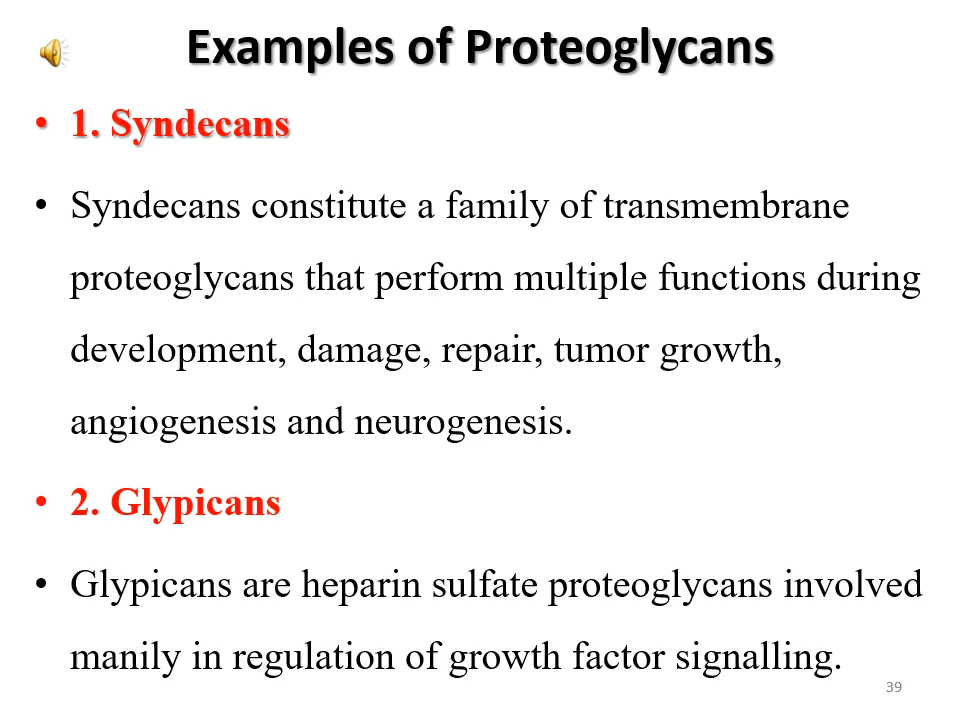 Examples of Proteoglycans
• 1. Syndecans
• Syndecans constitute a family of transmembrane
proteoglycans that perform multiple functions during
development, damage, repair, tumor growth,
angiogenesis and neurogenesis.
• 2. Glypicans
• Glypicans are heparin sulfate proteoglycans involved
manily in regulation of growth factor signalling.
39